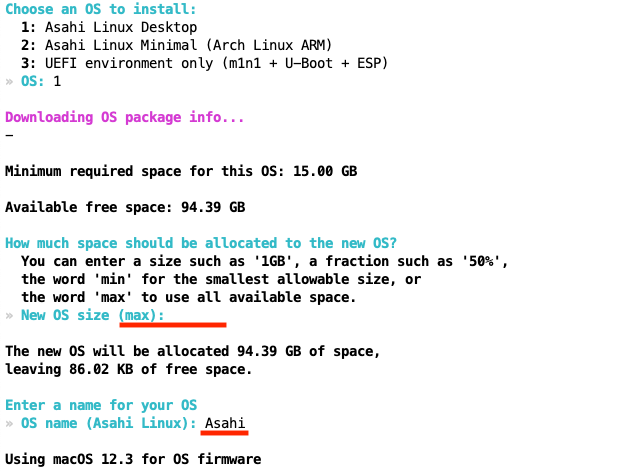 Choose an OS to install:
1: Asahi Linux Desktop
2: Asahi Linux Minimal (Arch Linux ARM)
3: UEFI environment only (m1n1 + U-Boot + ESP)
» OS: 1
Downloading OS package info...
–
Minimum required space for this OS: 15.00 GB
Available free space: 94.39 GB
How much space should be allocated to the new OS?
You can enter a size such as '1GB', a fraction such as '50%',
the word 'min' for the smallest allowable size, or
the word 'max' to use all available space.
» New OS size (max):
The new OS will be allocated 94.39 GB of space,
leaving 86.02 KB of free space.
Enter a name for your OS
» OS name (Asahi Linux): Asahi
Using macOS 12.3 for OS firmware